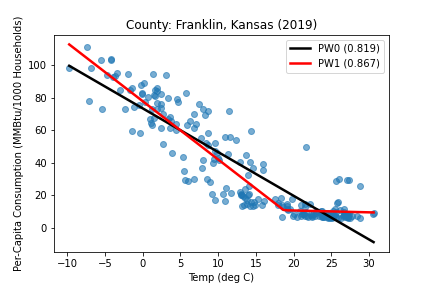 County: Franklin, Kansas (2019)
Per-Capita Consumption (MMBtu/1000 Households)
PW0 (0.819)
PW1 (0.867)
100
80
60
40
20
0
−10 −5 0 5 10 15 20 25 30
Temp (deg C)